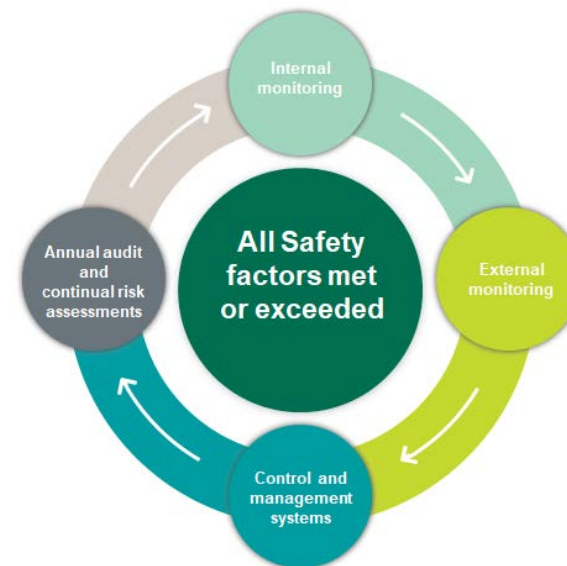 Internal
monitoring
All Safety
factors met
or exceeded
Annual audit
and
continual risk
assessments
External
monitoring
Control and
management
systems